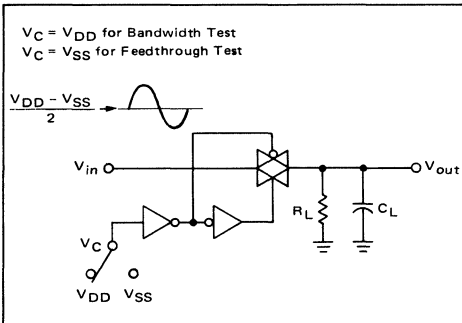 VC = VDD for Bandwidth Test
VC = VSS for Feedthrough Test
VDD – VSS
2
Vin
Vout
RL
CL
VC
VDD VSS